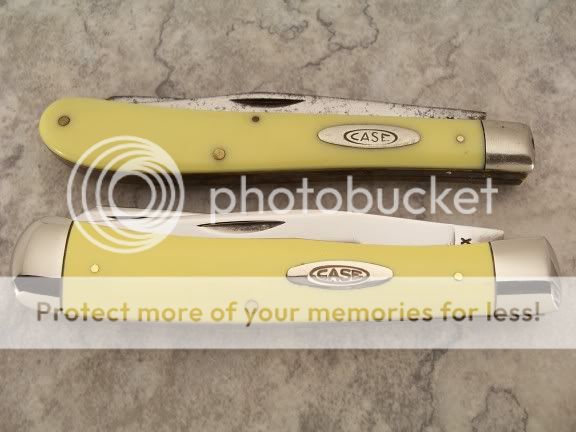 CASE
photobucket
CASE
Protect more of your memories for less!